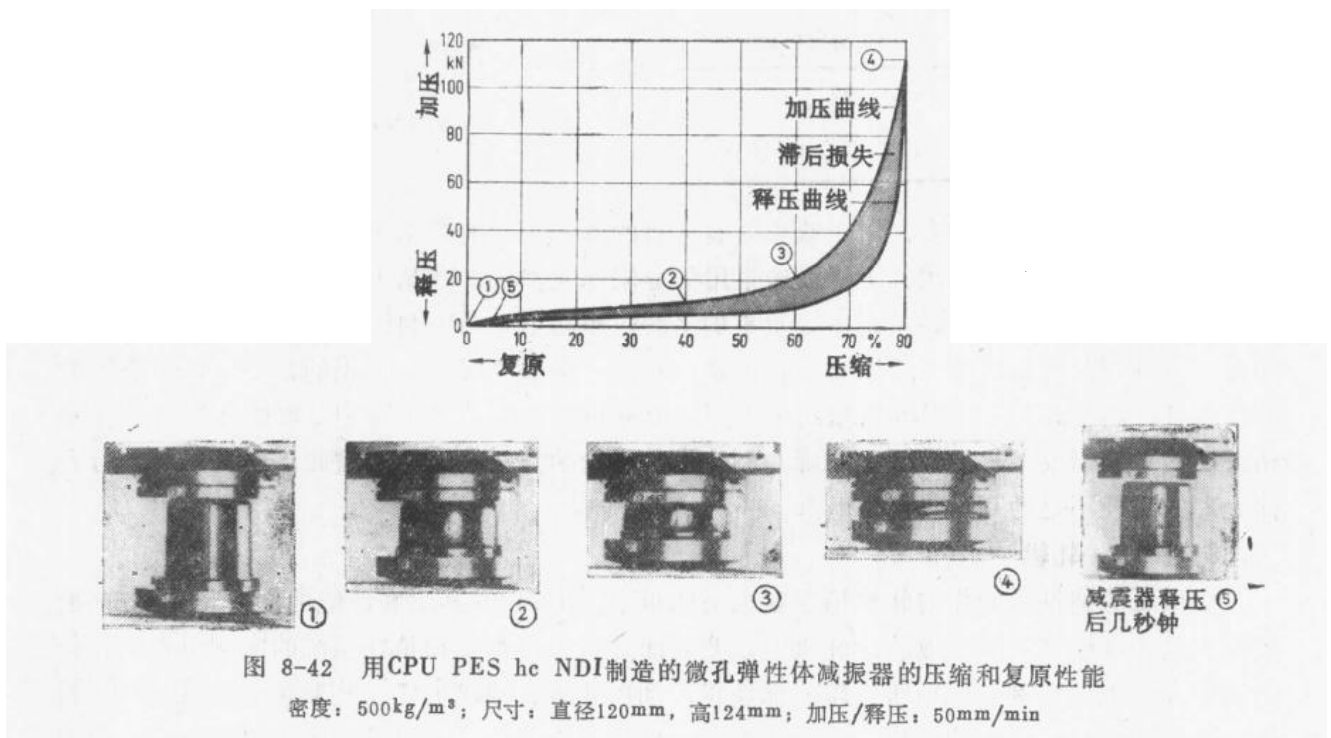 120
kN
100
80
60
40
20
0
加压
释压
④
加压曲线
滞后损失
释压曲线
③
②
① ⑤
0 10 20 30 40 50 60 70 % 90
复原
压缩
① ② ③ ④ ⑤
减震器释压
后几秒钟
图 8-42 用CPU PES hc NDI制造的微孔弹性体减振器的压缩和复原性能
密度：500kg/m³；尺寸：直径120mm，高124mm；加压/释压：50mm/min